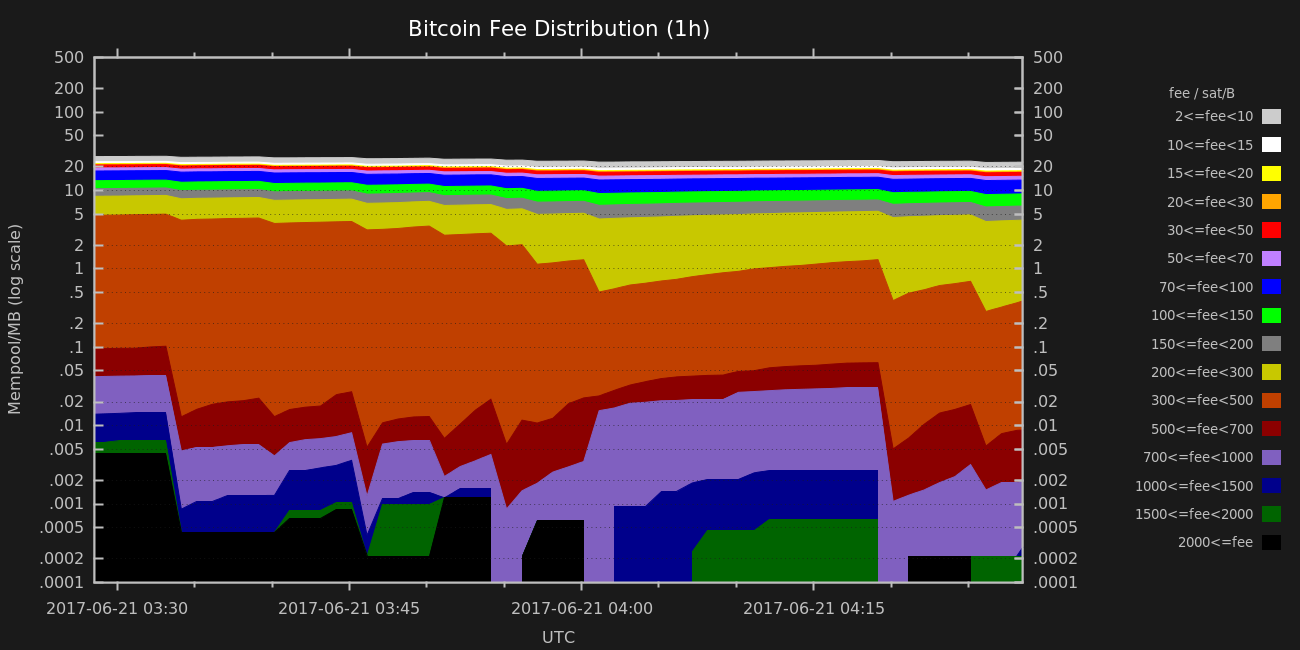 Bitcoin Fee Distribution (1h)
500 500
200 200
100 100
50 50
20 20
10 10
5 5
2 2
1 1
.5 .5
.2 .2
.1 .1
.05 .05
.02 .02
.01 .01
.005 .005
.002 .002
.001 .001
.0005 .0005
.0002 .0002
.0001 .0001
Mempool/MB (log scale)
2017-06-21 03:30 2017-06-21 03:45 2017-06-21 04:00 2017-06-21 04:15
UTC
fee / sat/B
2<=fee<10
10<=fee<15
15<=fee<20
20<=fee<30
30<=fee<50
50<=fee<70
70<=fee<100
100<=fee<150
150<=fee<200
200<=fee<300
300<=fee<500
500<=fee<700
700<=fee<1000
1000<=fee<1500
1500<=fee<2000
2000<=fee